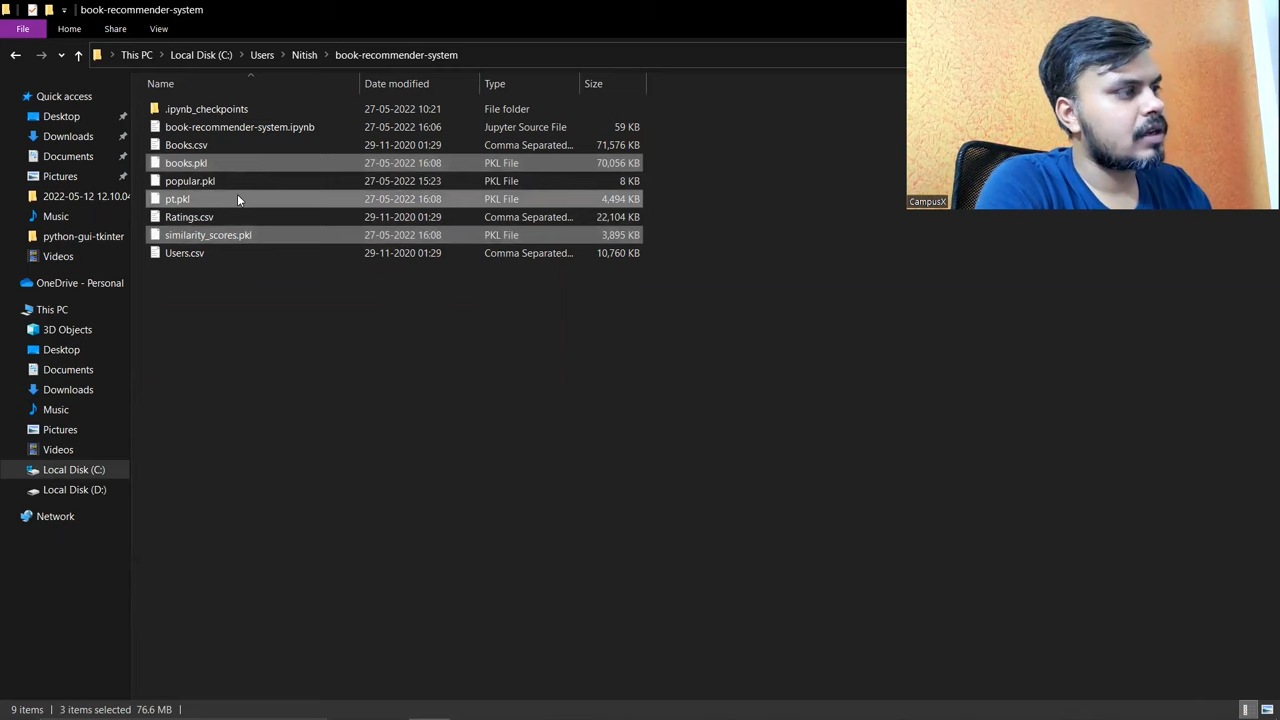 book-recommender-system
File Home Share View
This PC Local Disk (C:) Users Nitish book-recommender-system
Name Date modified Type Size
Quick access
Desktop
Downloads
Documents
Pictures
2022-05-12 12.10.04
Music
python-gui-tkinter
Videos
OneDrive - Personal
This PC
3D Objects
Desktop
Documents
Downloads
Music
Pictures
Videos
Local Disk (C:)
Local Disk (D:)
Network
.ipynb_checkpoints 27-05-2022 10:21 File folder
book-recommender-system.ipynb 27-05-2022 16:06 Jupyter Source File 59 KB
Books.csv 29-11-2020 01:29 Comma Separated... 71,576 KB
books.pkl 27-05-2022 16:08 PKL File 70,056 KB
popular.pkl 27-05-2022 15:23 PKL File 8 KB
pt.pkl 27-05-2022 16:08 PKL File 4,494 KB
Ratings.csv 29-11-2020 01:29 Comma Separated... 22,104 KB
similarity_scores.pkl 27-05-2022 16:08 PKL File 3,895 KB
Users.csv 29-11-2020 01:29 Comma Separated... 10,760 KB
CampusX
9 items 3 items selected 76.6 MB